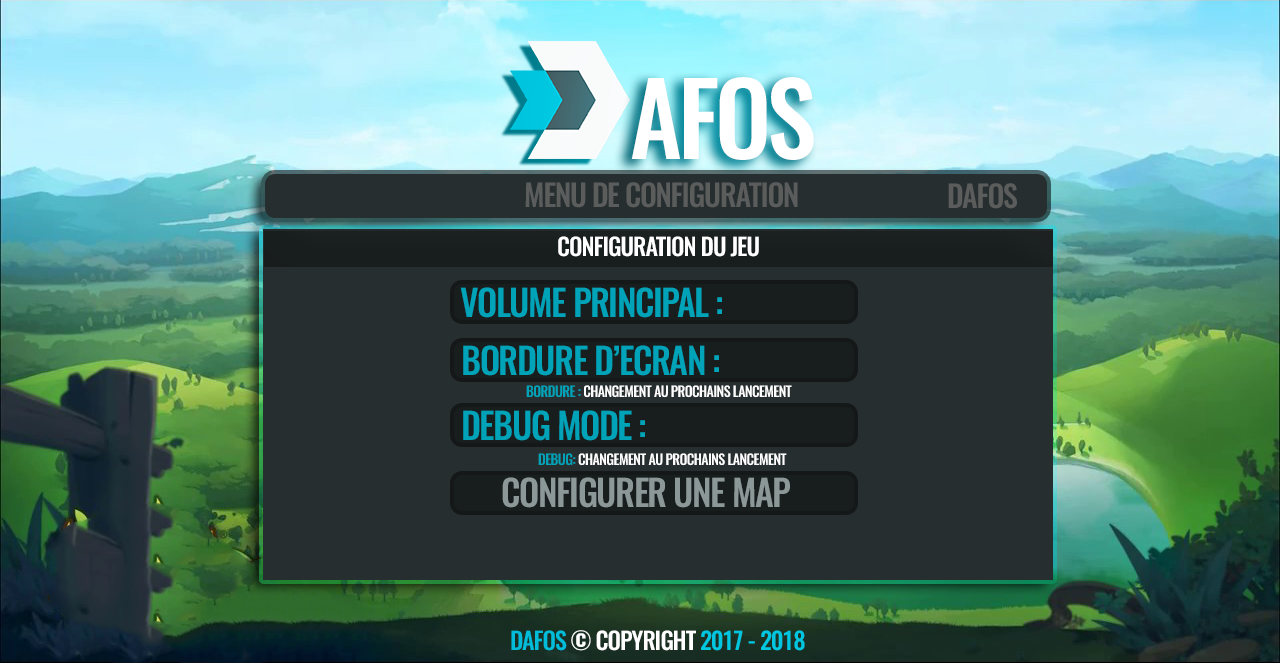 DAFOS
MENU DE CONFIGURATION DAFOS
CONFIGURATION DU JEU
VOLUME PRINCIPAL :
BORDURE D’ECRAN :
BORDURE : CHANGEMENT AU PROCHAINS LANCEMENT
DEBUG MODE :
DEBUG: CHANGEMENT AU PROCHAINS LANCEMENT
CONFIGURER UNE MAP
DAFOS © COPYRIGHT 2017 - 2018